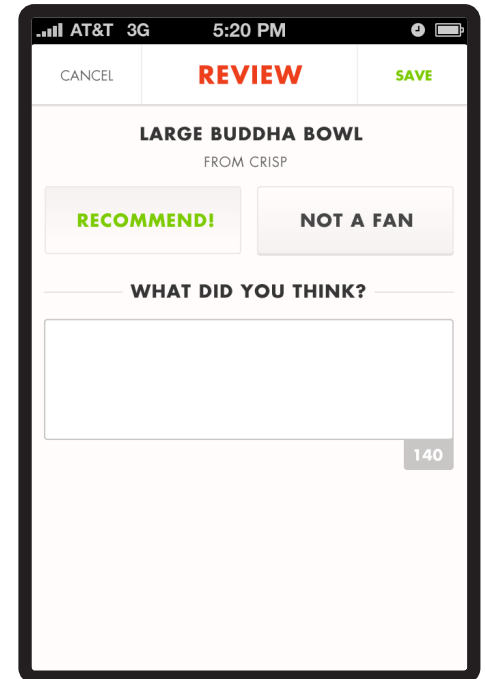 AT&T 3G 5:20 PM
CANCEL REVIEW SAVE
LARGE BUDDHA BOWL
FROM CRISP
RECOMMEND! NOT A FAN
WHAT DID YOU THINK?
140